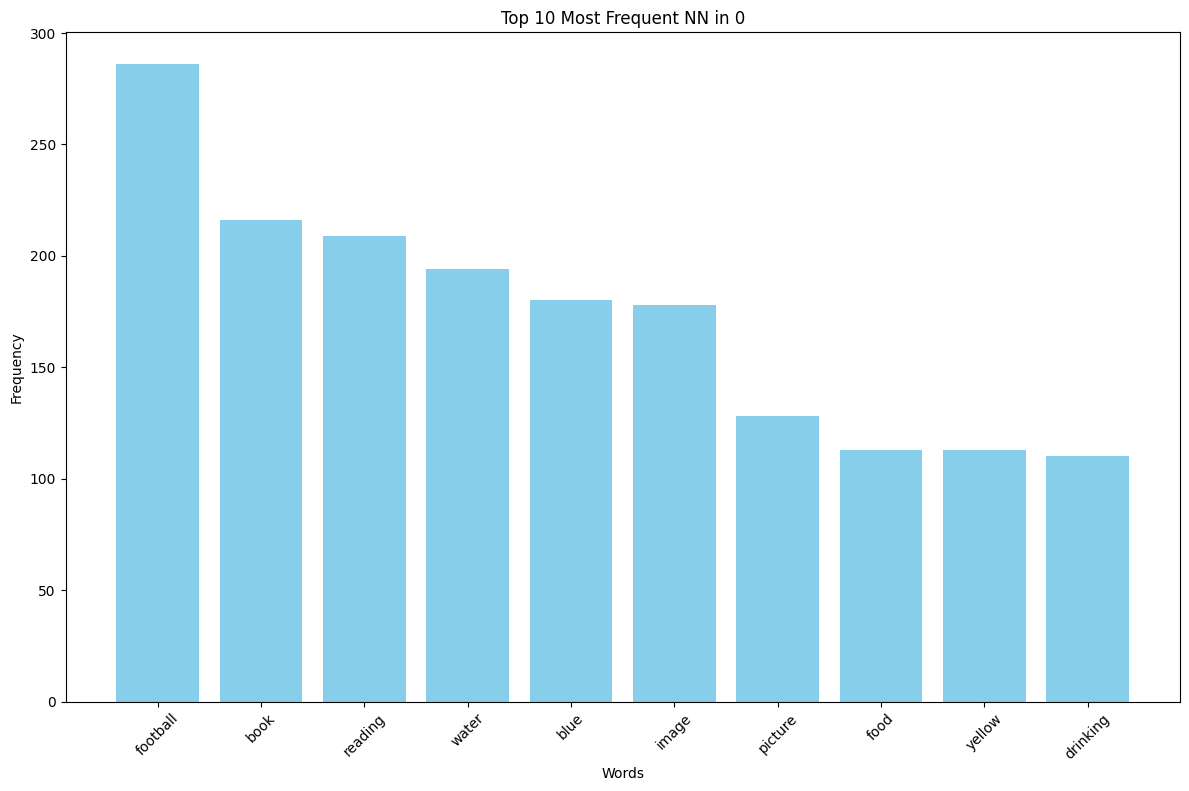 Top 10 Most Frequent NN in 0
Frequency
300
250
200
150
100
50
0
football
book
reading
water
blue
image
picture
food
yellow
drinking
Words